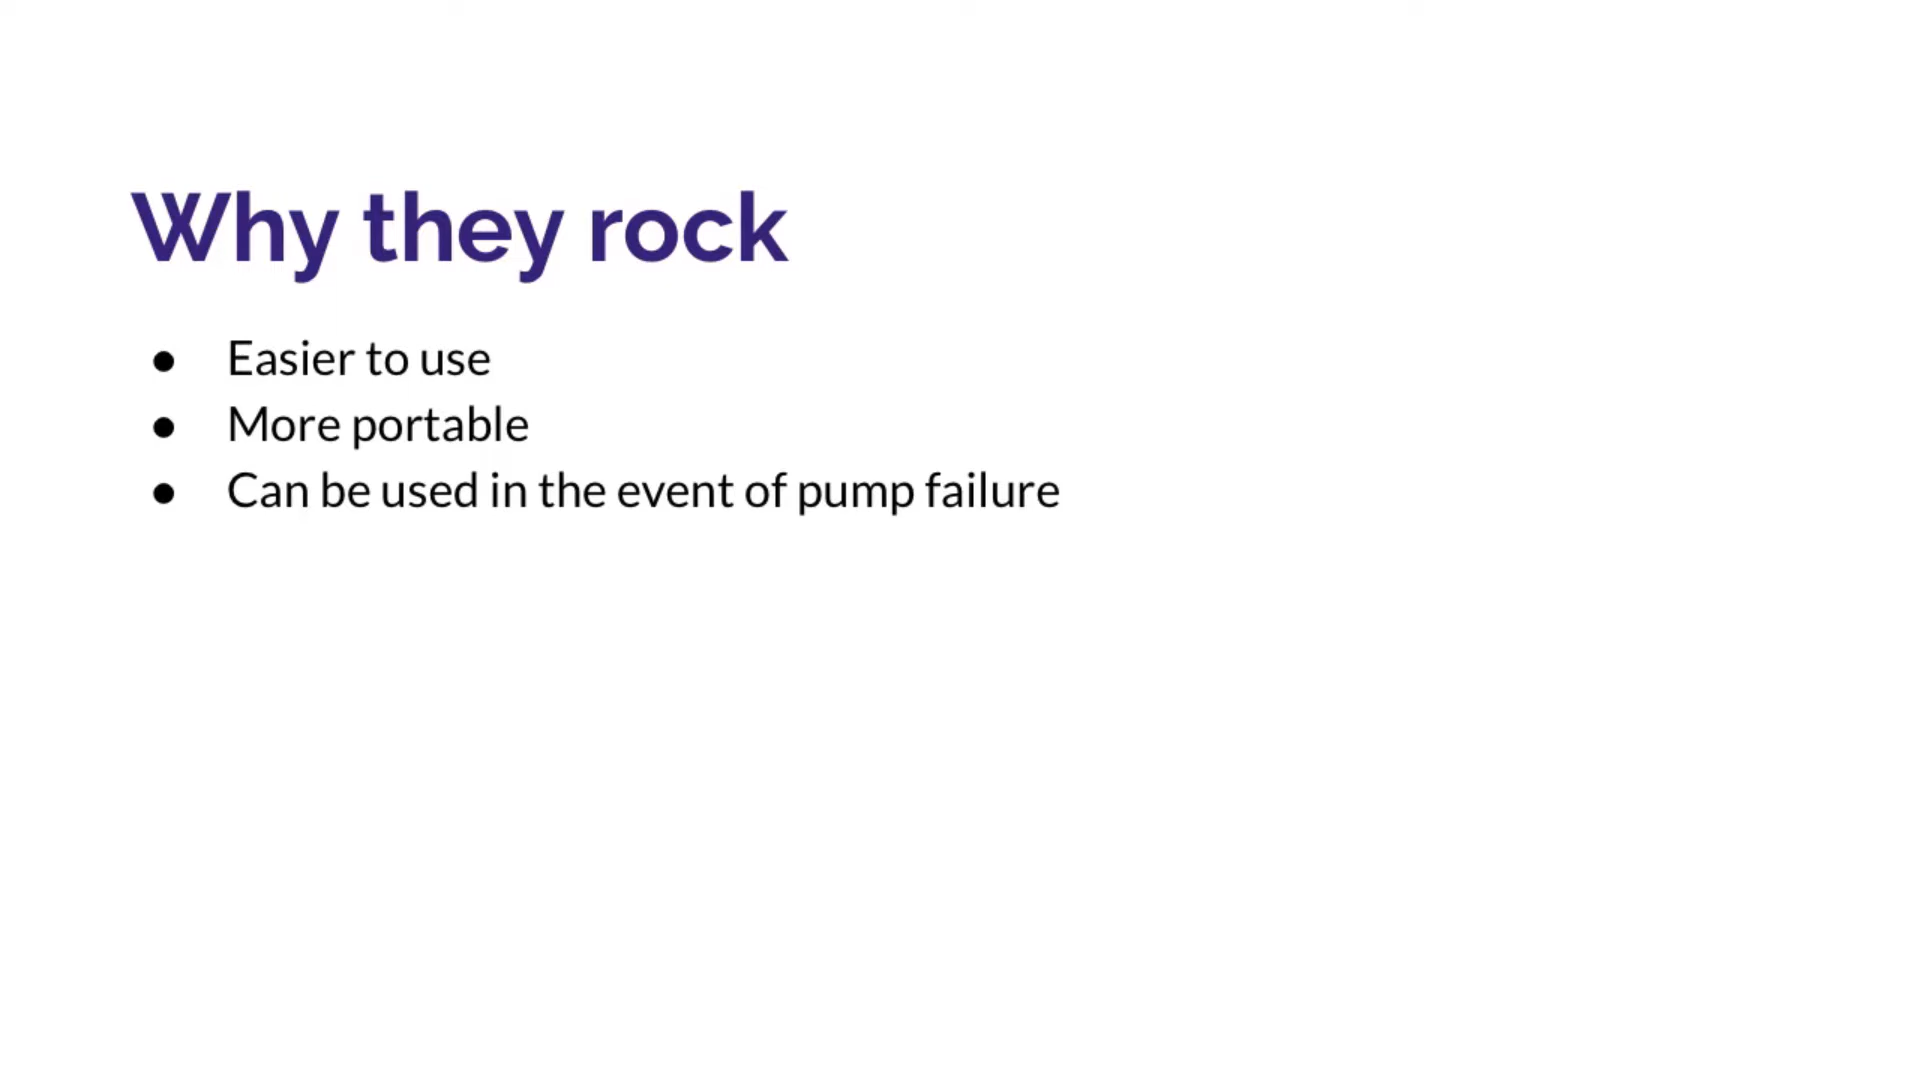 Why they rock
● Easier to use
● More portable
● Can be used in the event of pump failure